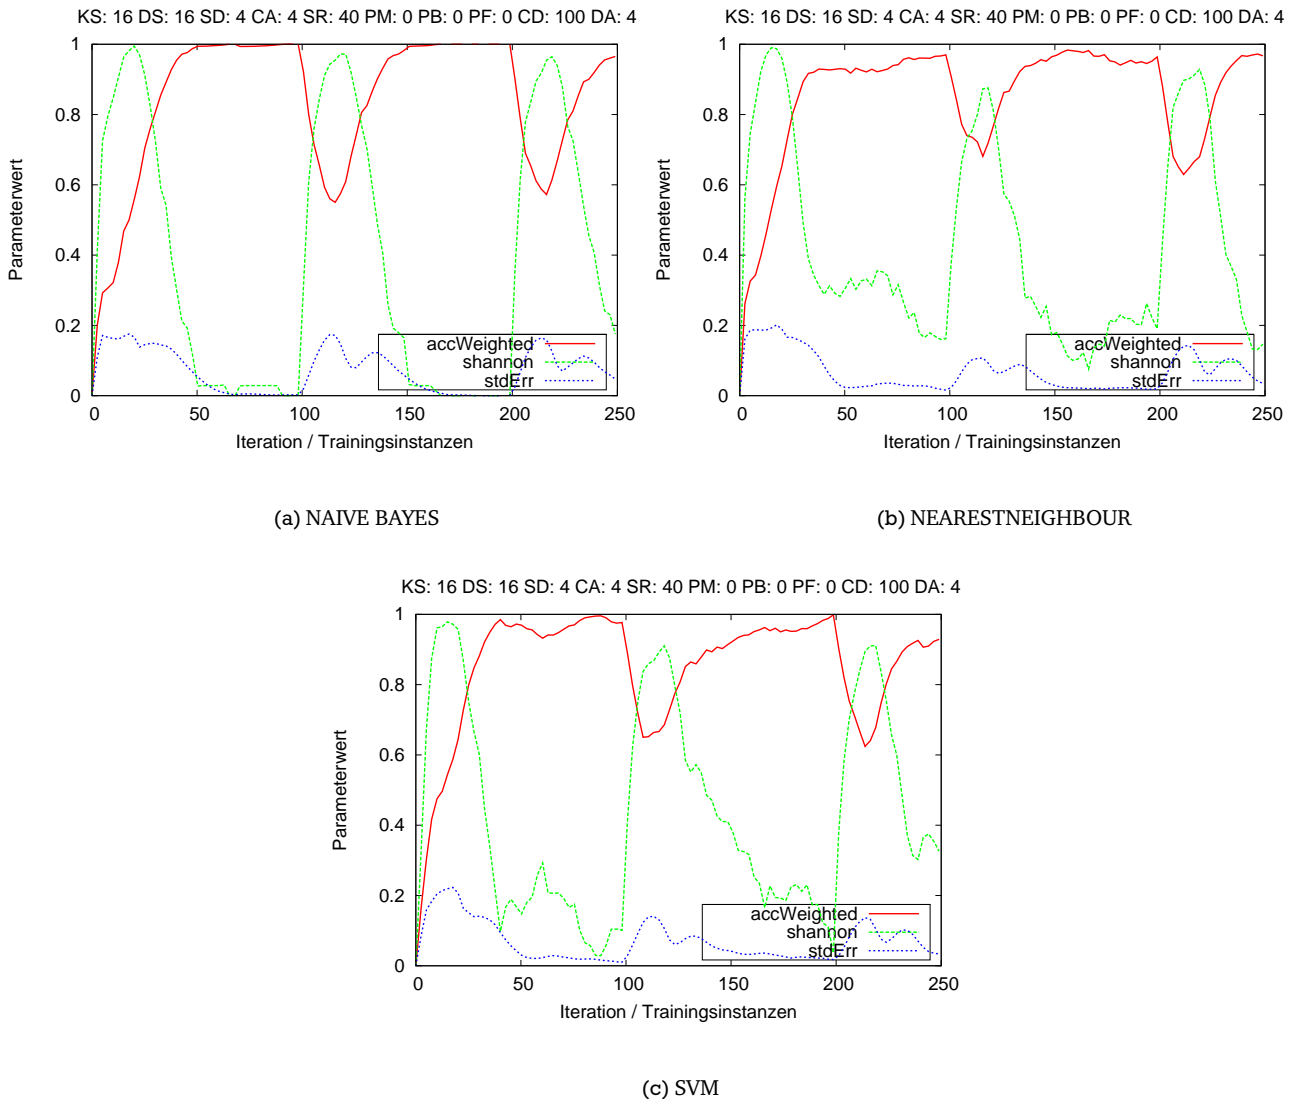 KS: 16 DS: 16 SD: 4 CA: 4 SR: 40 PM: 0 PB: 0 PF: 0 CD: 100 DA: 4
1
0.8
0.6
0.4
0.2
0
Parameterwert
accWeighted
shannon
stdErr
0 50 100 150 200 250
Iteration / Trainingsinstanzen
(a) NAIVE BAYES
KS: 16 DS: 16 SD: 4 CA: 4 SR: 40 PM: 0 PB: 0 PF: 0 CD: 100 DA: 4
1
0.8
0.6
0.4
0.2
0
Parameterwert
accWeighted
shannon
stdErr
0 50 100 150 200 250
Iteration / Trainingsinstanzen
(b) NEARESTNEIGHBOUR
KS: 16 DS: 16 SD: 4 CA: 4 SR: 40 PM: 0 PB: 0 PF: 0 CD: 100 DA: 4
1
0.8
0.6
0.4
0.2
0
Parameterwert
accWeighted
shannon
stdErr
0 50 100 150 200 250
Iteration / Trainingsinstanzen
(c) SVM